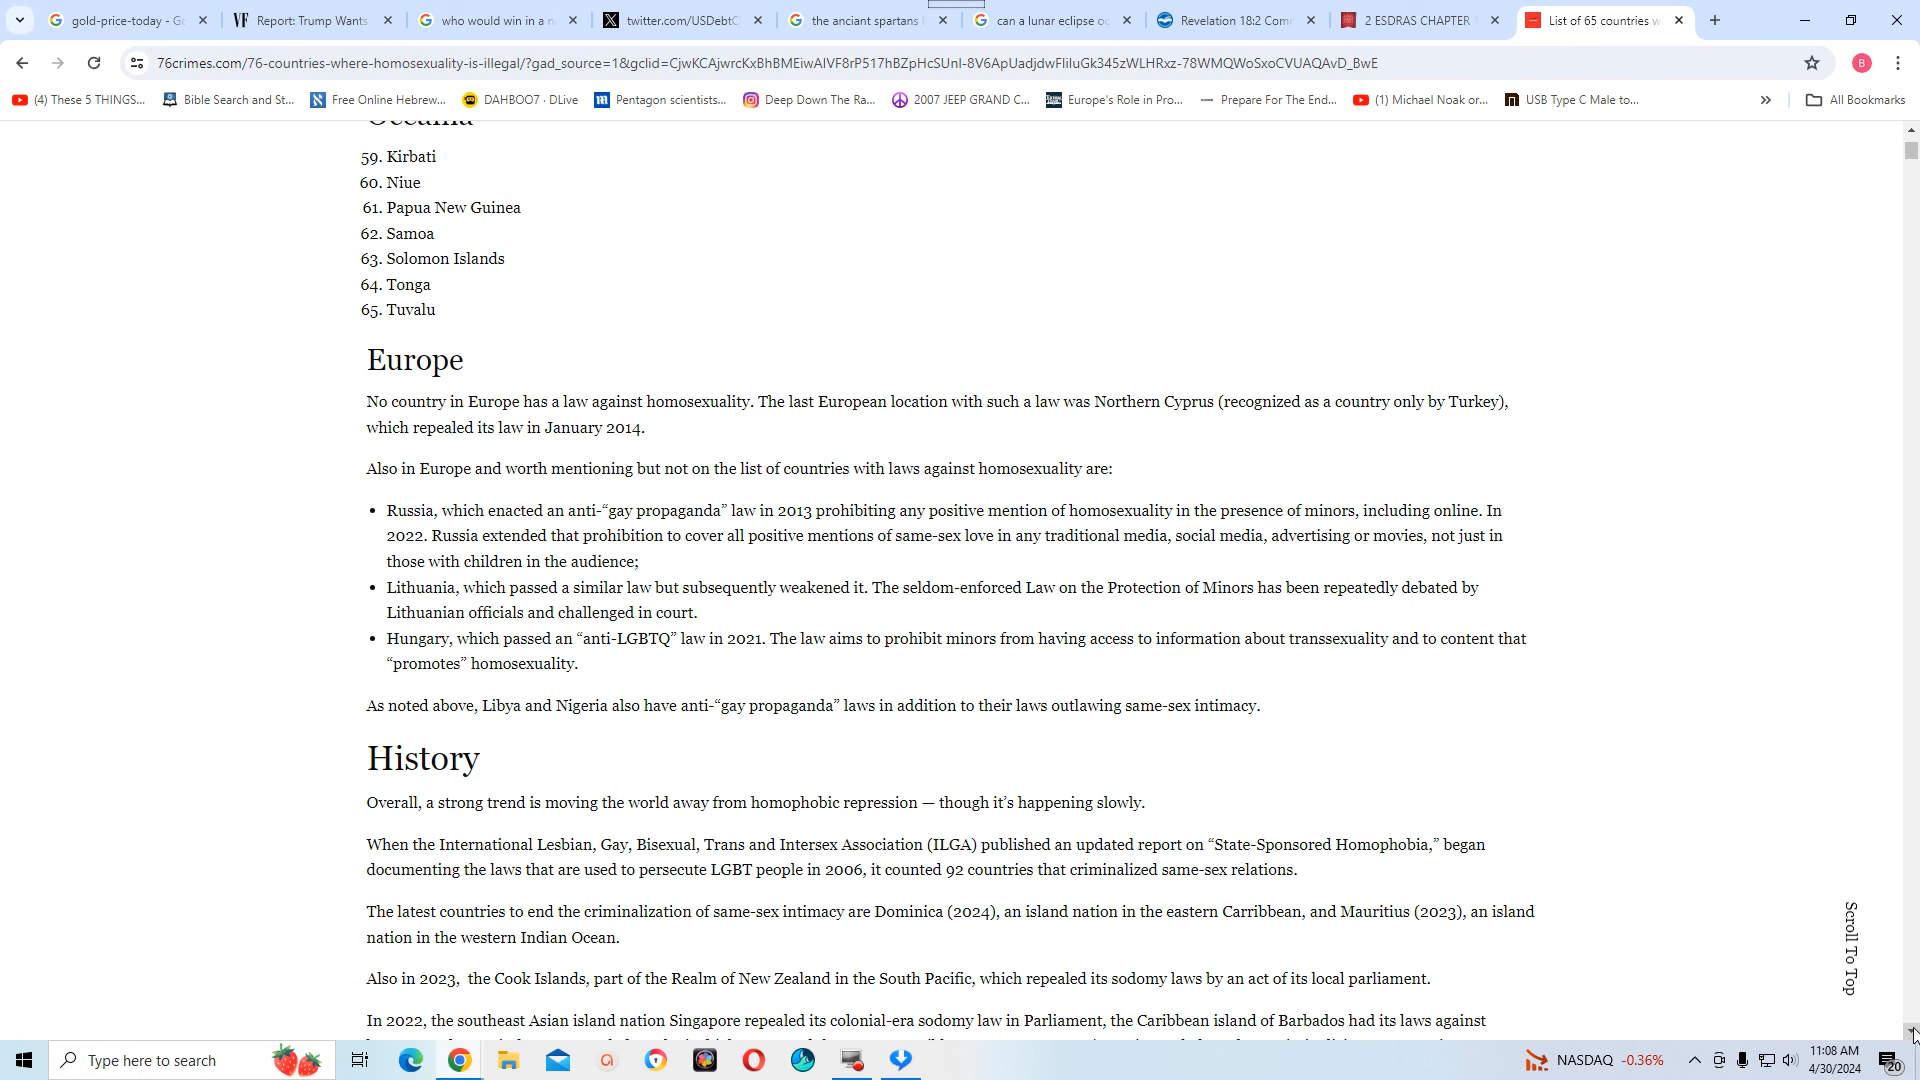 gold-price-today - Go
Report: Trump Wants
who would win in a n
twitter.com/USDebtC
the anciant spartans
can a lunar eclipse oc
Revelation 18:2 Com
2 ESDRAS CHAPTER
List of 65 countries w
76crimes.com/76-countries-where-homosexuality-is-illegal/?gad_source=1&gclid=CjwKCAjwrcKxBhBMEiwAIVF8rP517hBZpHcSUnl-8V6ApUadjdwFIiluGk345zWLHRxz-78WMQWoSxoCVUAQAvD_BwE
B
(4) These 5 THINGS...
Bible Search and St...
Free Online Hebrew...
DAHBOO7 · DLive
Pentagon scientists...
Deep Down The Ra...
2007 JEEP GRAND C...
Europe's Role in Pro...
Prepare For The End...
(1) Michael Noak or...
USB Type C Male to...
All Bookmarks
Oceania
59. Kirbati
60. Niue
61. Papua New Guinea
62. Samoa
63. Solomon Islands
64. Tonga
65. Tuvalu
Europe
No country in Europe has a law against homosexuality. The last European location with such a law was Northern Cyprus (recognized as a country only by Turkey),
which repealed its law in January 2014.
Also in Europe and worth mentioning but not on the list of countries with laws against homosexuality are:
• Russia, which enacted an anti-“gay propaganda” law in 2013 prohibiting any positive mention of homosexuality in the presence of minors, including online. In
2022. Russia extended that prohibition to cover all positive mentions of same-sex love in any traditional media, social media, advertising or movies, not just in
those with children in the audience;
• Lithuania, which passed a similar law but subsequently weakened it. The seldom-enforced Law on the Protection of Minors has been repeatedly debated by
Lithuanian officials and challenged in court.
• Hungary, which passed an “anti-LGBTQ” law in 2021. The law aims to prohibit minors from having access to information about transsexuality and to content that
“promotes” homosexuality.
As noted above, Libya and Nigeria also have anti-“gay propaganda” laws in addition to their laws outlawing same-sex intimacy.
History
Overall, a strong trend is moving the world away from homophobic repression — though it’s happening slowly.
When the International Lesbian, Gay, Bisexual, Trans and Intersex Association (ILGA) published an updated report on “State-Sponsored Homophobia,” began
documenting the laws that are used to persecute LGBT people in 2006, it counted 92 countries that criminalized same-sex relations.
The latest countries to end the criminalization of same-sex intimacy are Dominica (2024), an island nation in the eastern Carribbean, and Mauritius (2023), an island
nation in the western Indian Ocean.
Also in 2023,  the Cook Islands, part of the Realm of New Zealand in the South Pacific, which repealed its sodomy laws by an act of its local parliament.
In 2022, the southeast Asian island nation Singapore repealed its colonial-era sodomy law in Parliament, the Caribbean island of Barbados had its laws against
Scroll To Top
Type here to search
NASDAQ -0.36%
11:08 AM
4/30/2024
20